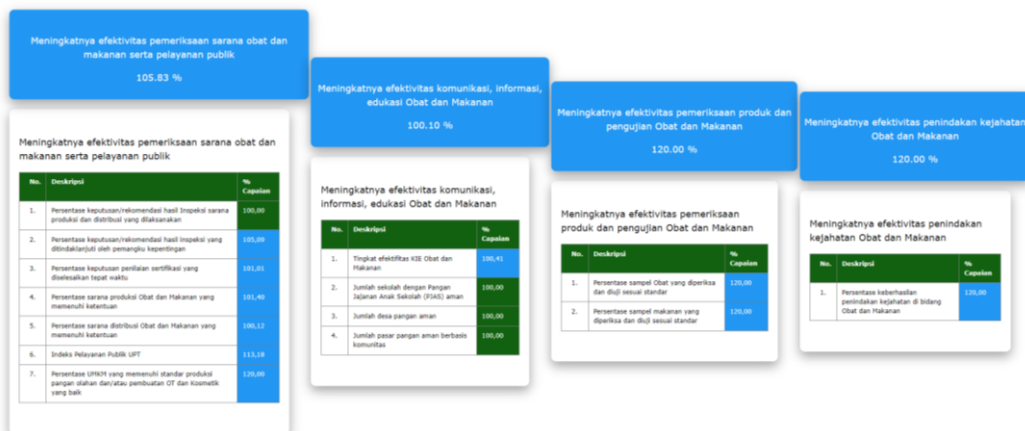 Meningkatnya efektivitas pemeriksaan sarana obat dan
makanan serta pelayanan publik
105.83 %
Meningkatnya efektivitas pemeriksaan sarana obat dan
makanan serta pelayanan publik
No. Deskripsi %
Capaian
1. Persentase keputusan/rekomendasi hasil Inspeksi sarana 100,00
produksi dan distribusi yang dilaksanakan
2. Persentase keputusan/rekomendasi hasil inspeksi yang 105,09
ditindaklanjuti oleh pemangku kepentingan
3. Persentase keputusan penilaian sertifikasi yang 101,01
diselesaikan tepat waktu
4. Persentase sarana produksi Obat dan Makanan yang 101,40
memenuhi ketentuan
5. Persentase sarana distribusi Obat dan Makanan yang 100,12
memenuhi ketentuan
6. Indeks Pelayanan Publik UPT 113,18
7. Persentase UMKM yang memenuhi standar produksi 120,00
pangan olahan dan/atau pembuatan OT dan Kosmetik
yang baik
Meningkatnya efektivitas komunikasi, informasi,
edukasi Obat dan Makanan
100.10 %
Meningkatnya efektivitas komunikasi,
informasi, edukasi Obat dan Makanan
No. Deskripsi %
Capaian
1. Tingkat efektifitas KIE Obat dan 100,41
Makanan
2. Jumlah sekolah dengan Pangan 100,00
Jajanan Anak Sekolah (PJAS) aman
3. Jumlah desa pangan aman 100,00
4. Jumlah pasar pangan aman berbasis 100,00
komunitas
Meningkatnya efektivitas pemeriksaan produk dan
pengujian Obat dan Makanan
120.00 %
Meningkatnya efektivitas pemeriksaan
produk dan pengujian Obat dan Makanan
No. Deskripsi %
Capaian
1. Persentase sampel Obat yang diperiksa 120,00
dan diuji sesuai standar
2. Persentase sampel makanan yang 120,00
diperiksa dan diuji sesuai standar
Meningkatnya efektivitas penindakan kejahatan
Obat dan Makanan
120.00 %
Meningkatnya efektivitas penindakan
kejahatan Obat dan Makanan
No. Deskripsi %
Capaian
1. Persentase keberhasilan 120,00
penindakan kejahatan di bidang
Obat dan Makanan